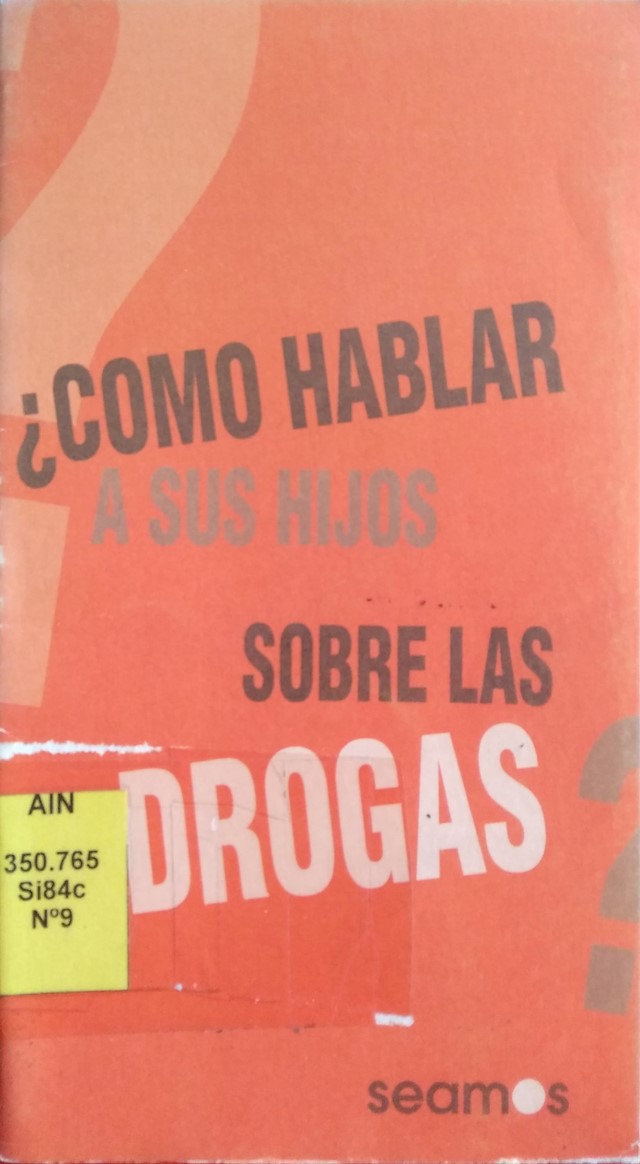 ¿COMO HABLAR
A SUS HIJOS
SOBRE LAS
DROGAS
?
AIN
350.765
Si84c
Nº9
seamos